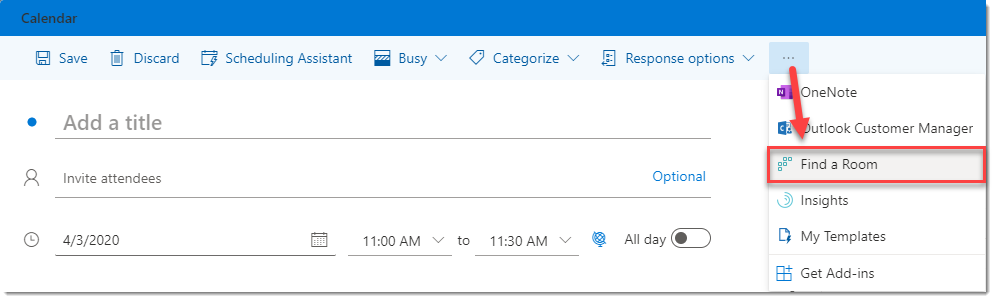 Calendar
Save Discard Scheduling Assistant Busy Categorize Response options ...
OneNote
Outlook Customer Manager
Find a Room
Insights
My Templates
Get Add-ins
Add a title
Invite attendees Optional
4/3/2020 11:00 AM to 11:30 AM All day